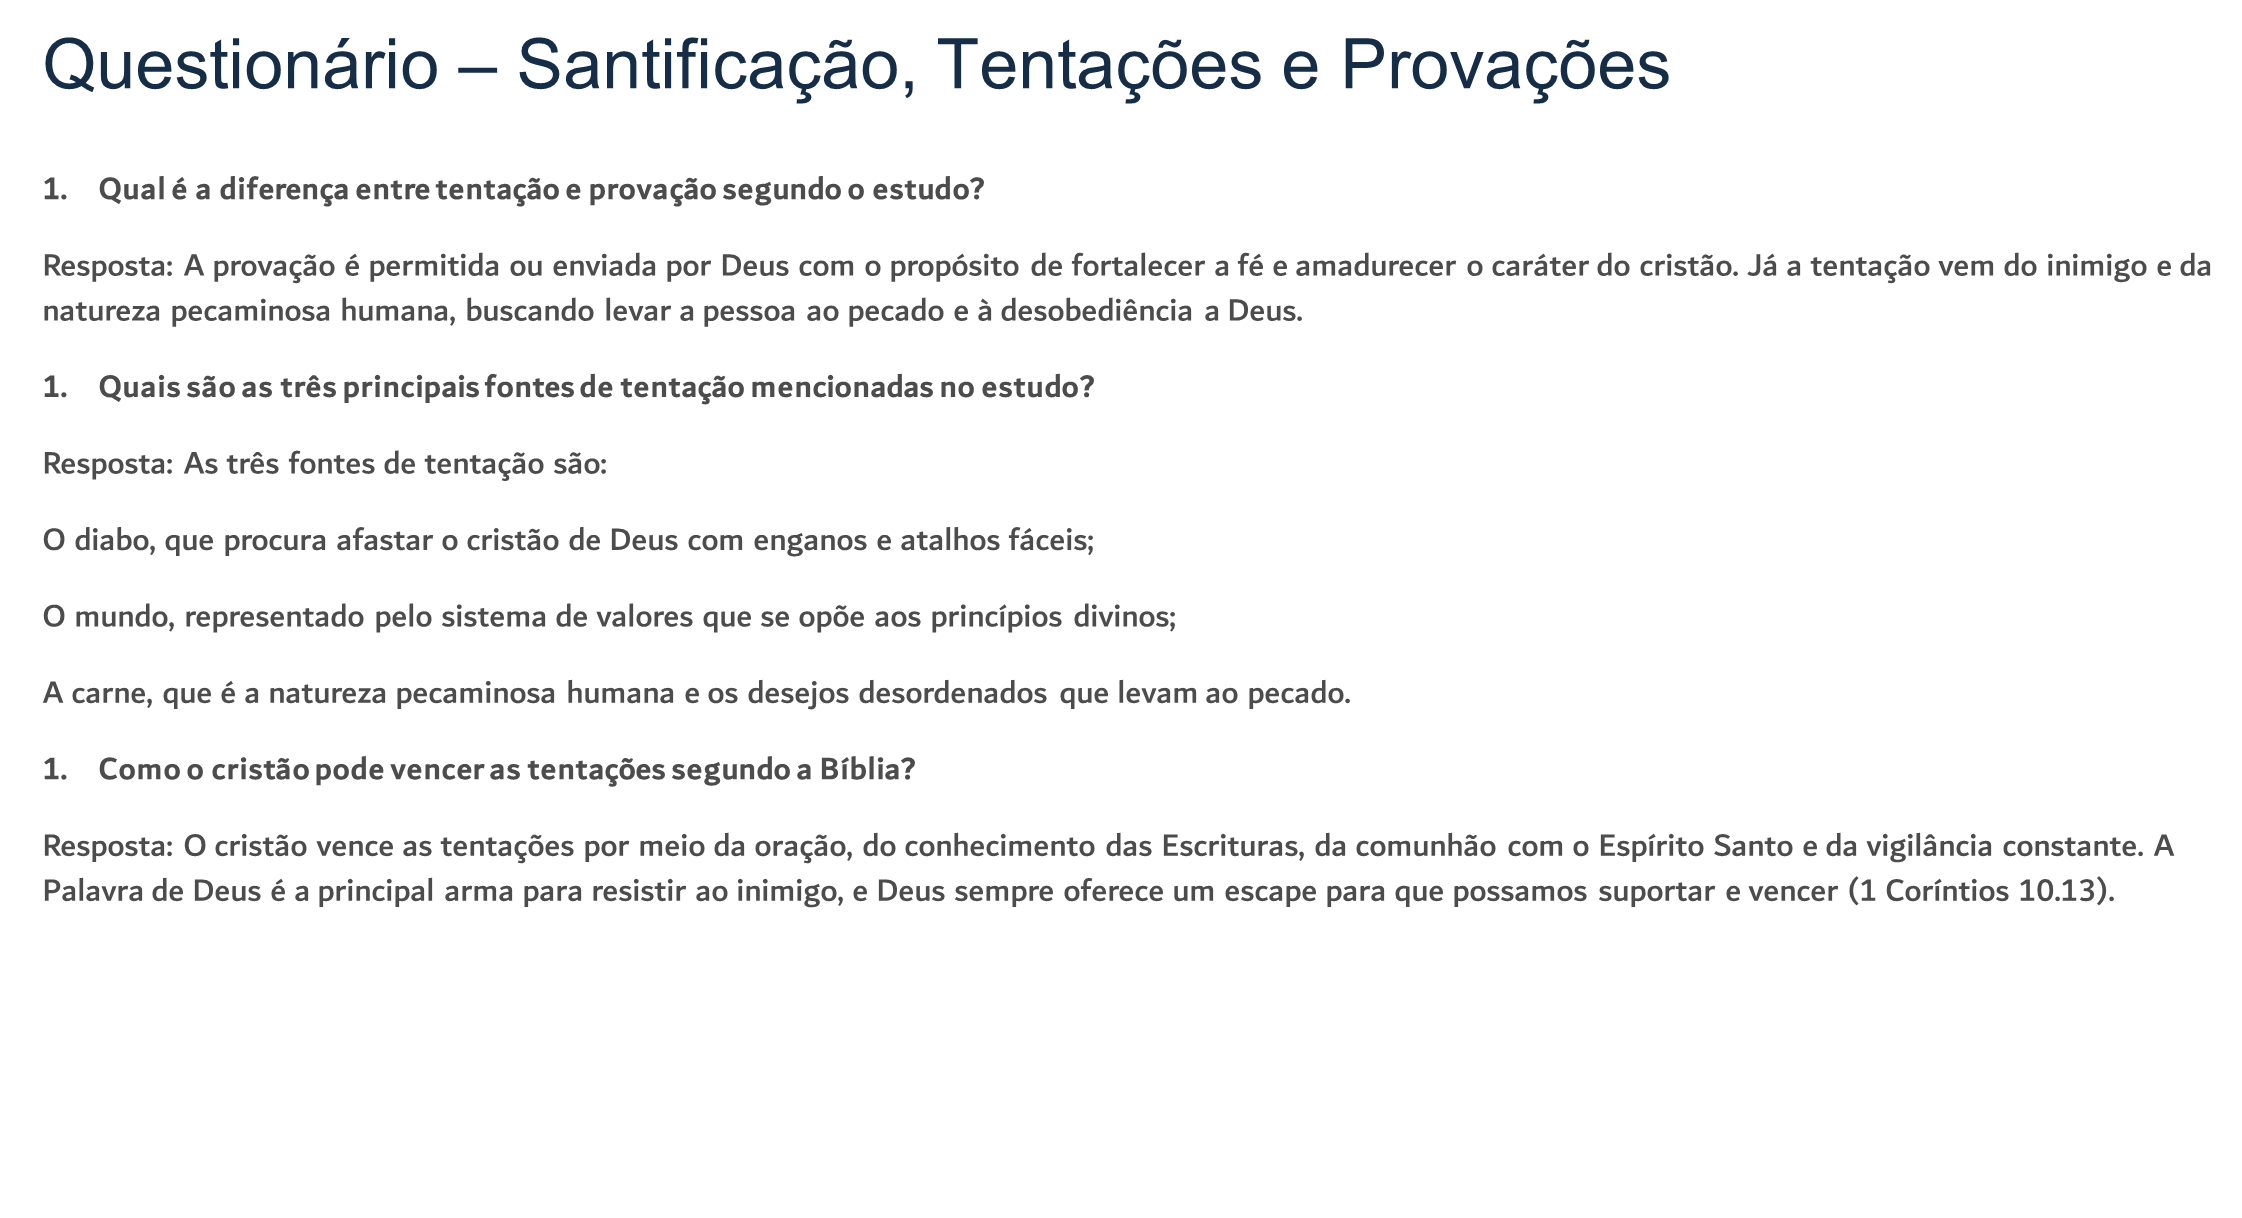 Questionário – Santificação, Tentações e Provações
1. Qual é a diferença entre tentação e provação segundo o estudo?
Resposta: A provação é permitida ou enviada por Deus com o propósito de fortalecer a fé e amadurecer o caráter do cristão. Já a tentação vem do inimigo e da
natureza pecaminosa humana, buscando levar a pessoa ao pecado e à desobediência a Deus.
1. Quais são as três principais fontes de tentação mencionadas no estudo?
Resposta: As três fontes de tentação são:
O diabo, que procura afastar o cristão de Deus com enganos e atalhos fáceis;
O mundo, representado pelo sistema de valores que se opõe aos princípios divinos;
A carne, que é a natureza pecaminosa humana e os desejos desordenados que levam ao pecado.
1. Como o cristão pode vencer as tentações segundo a Bíblia?
Resposta: O cristão vence as tentações por meio da oração, do conhecimento das Escrituras, da comunhão com o Espírito Santo e da vigilância constante. A
Palavra de Deus é a principal arma para resistir ao inimigo, e Deus sempre oferece um escape para que possamos suportar e vencer (1 Coríntios 10.13).